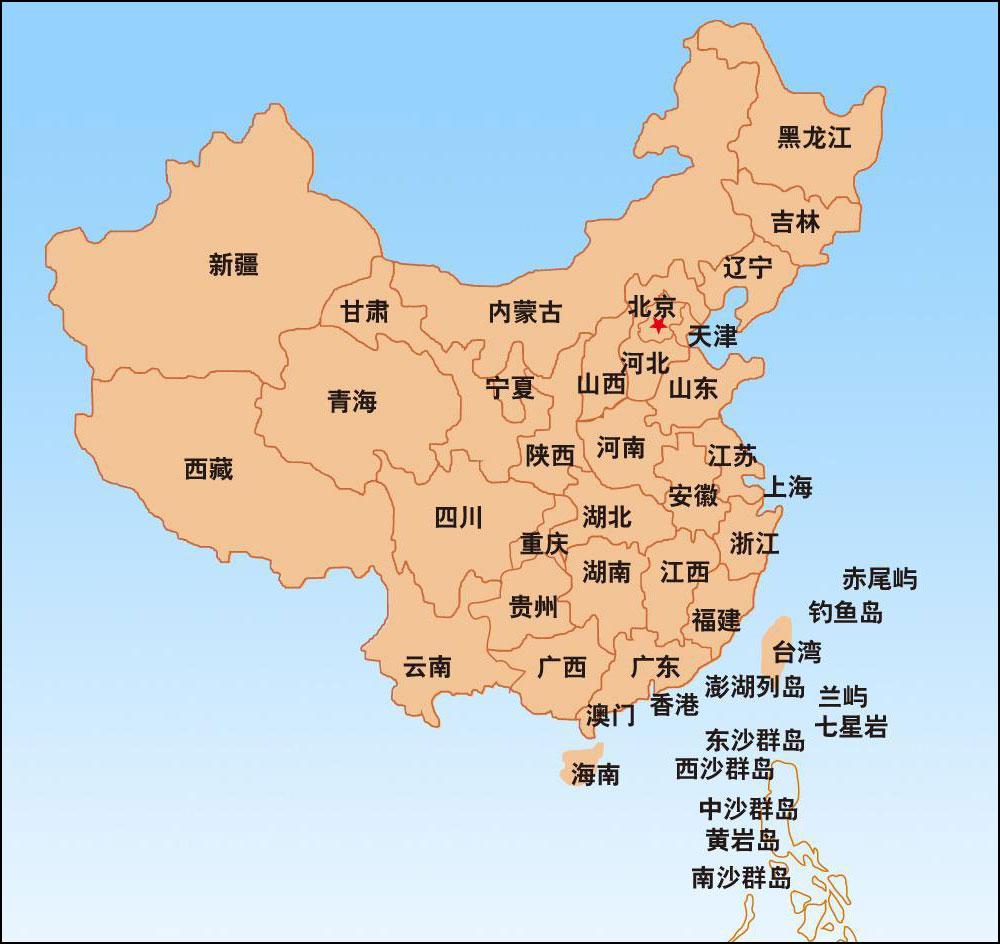 黑龙江
吉林
辽宁
新疆
甘肃
内蒙古
北京
天津
河北
山西
山东
宁夏
青海
西藏
陕西
河南
江苏
安徽
上海
四川
湖北
重庆
浙江
湖南
江西
贵州
福建
赤尾屿
钓鱼岛
台湾
云南
广西
广东
澎湖列岛
兰屿
香港
澳门
七星岩
东沙群岛
西沙群岛
海南
中沙群岛
黄岩岛
南沙群岛